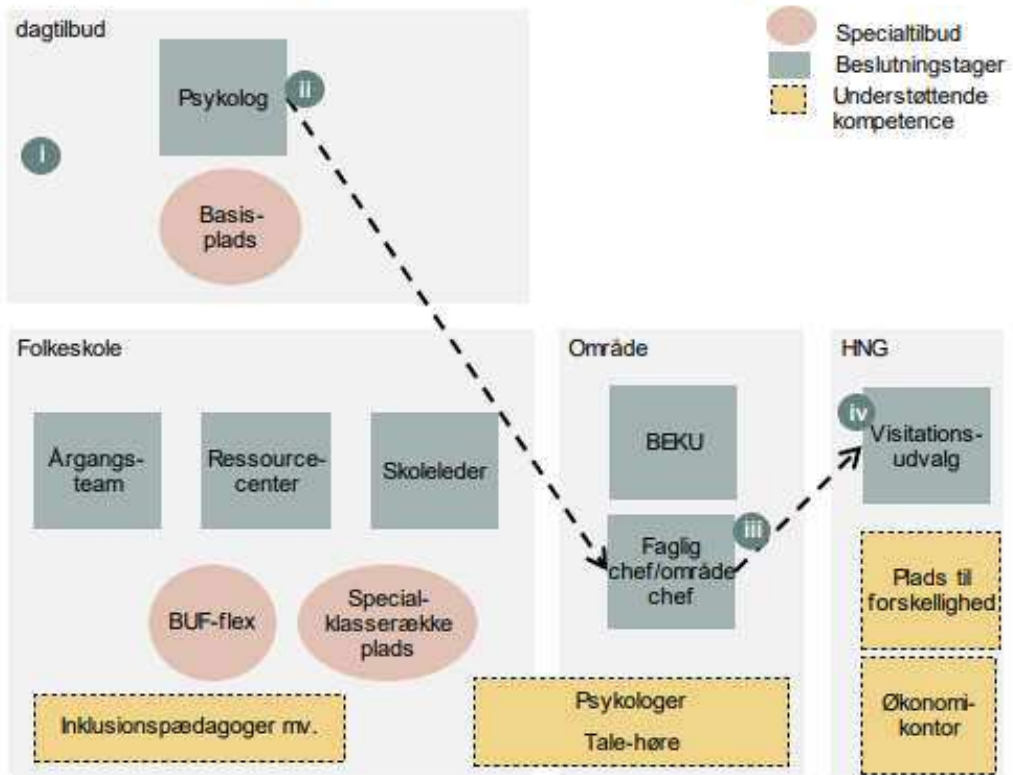 dagtilbud
Psykolog
ii
i
Basis-
plads
Specialtilbud
Beslutningstager
Understøttende
kompetence
Folkeskole
Årgangs-
team
Ressource-
center
Skoleleder
BUF-flex
Special-
klasserække
plads
Inklusionspædagoger mv.
Område
BEKU
iii
Faglig
chef/område
chef
Psykologer
Tale-høre
HNG
iv
Visitations-
udvalg
Plads til
forskellighed
Økonomi-
kontor